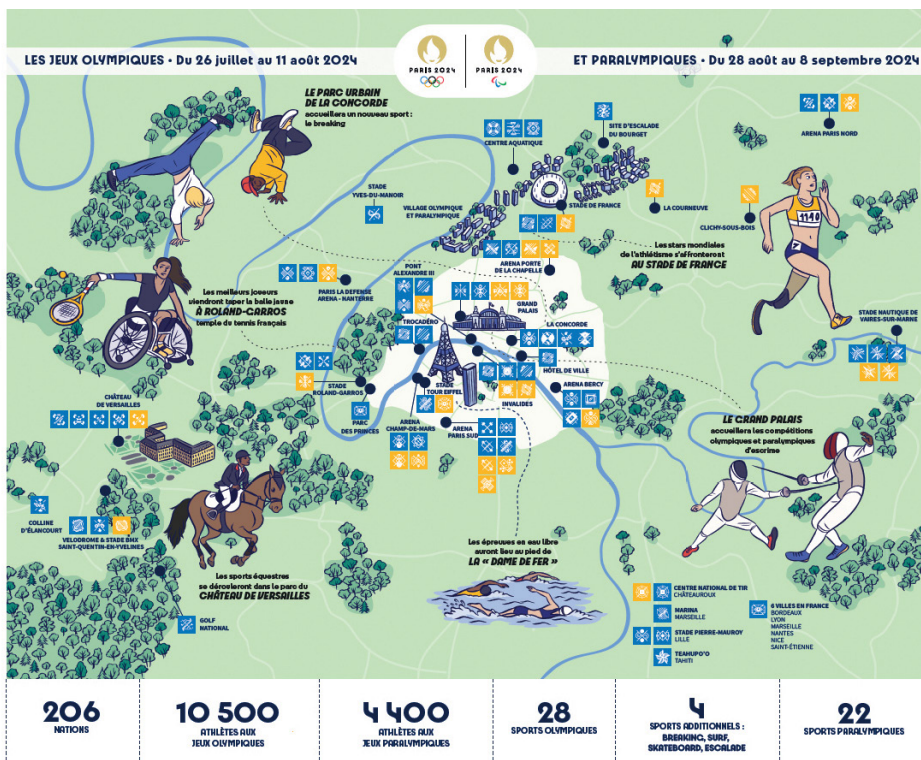 LES JEUX OLYMPIQUES • Du 26 juillet au 11 août 2024
PARIS 2024
PARIS 2024
ET PARALYMPIQUES • Du 28 août au 8 septembre 2024
LE PARC URBAIN
DE LA CONCORDE
accueillera un nouveau sport :
le breaking
CENTRE AQUATIQUE
SITE D'ESCALADE
DU BOURGET
ARENA PARIS NORD
STADE
YVES-DU-MANOIR
VILLAGE OLYMPIQUE
ET PARALYMPIQUE
STADE DE FRANCE
LA COURNEUVE
CLICHY-SOUS-BOIS
1140
Les stars mondiales
de l'athlétisme s'affronteront
AU STADE DE FRANCE
ARENA PORTE
DE LA CHAPELLE
PONT
ALEXANDRE III
PARIS LA DEFENSE
ARENA - NANTERRE
Les meilleurs joueurs
viendront taper la balle jaune
À ROLAND-GARROS
temple du tennis français
GRAND
PALAIS
TROCADÉRO
LA CONCORDE
HÔTEL DE VILLE
STADE NAUTIQUE DE
VAIRES-SUR-MARNE
STADE
ROLAND-GARROS
STADE
TOUR EIFFEL
INVALIDES
ARENA BERCY
PARC
DES PRINCES
ARENA
CHAMP-DE-MARS
ARENA
PARIS SUD
CHÂTEAU
DE VERSAILLES
LE GRAND PALAIS
accueillera les compétitions
olympiques et paralympiques
d'escrime
COLLINE
D'ÉLANCOURT
VELODROME & STADE BMX
SAINT-QUENTIN-EN-YVELINES
Les épreuves en eau libre
auront lieu au pied de
LA « DAME DE FER »
Les sports équestres
se dérouleront dans le parc du
CHÂTEAU DE VERSAILLES
GOLF
NATIONAL
CENTRE NATIONAL DE TIR
CHÂTEAUROUX
MARINA
MARSEILLE
STADE PIERRE-MAUROY
LILLE
TEAHUPO'O
TAHITI
6 VILLES EN FRANCE
BORDEAUX
LYON
MARSEILLE
NANTES
NICE
SAINT-ÉTIENNE
206
NATIONS
10 500
ATHLÈTES AUX
JEUX OLYMPIQUES
4 400
ATHLÈTES AUX
JEUX PARALYMPIQUES
28
SPORTS OLYMPIQUES
4
SPORTS ADDITIONNELS :
BREAKING, SURF,
SKATEBOARD, ESCALADE
22
SPORTS PARALYMPIQUES